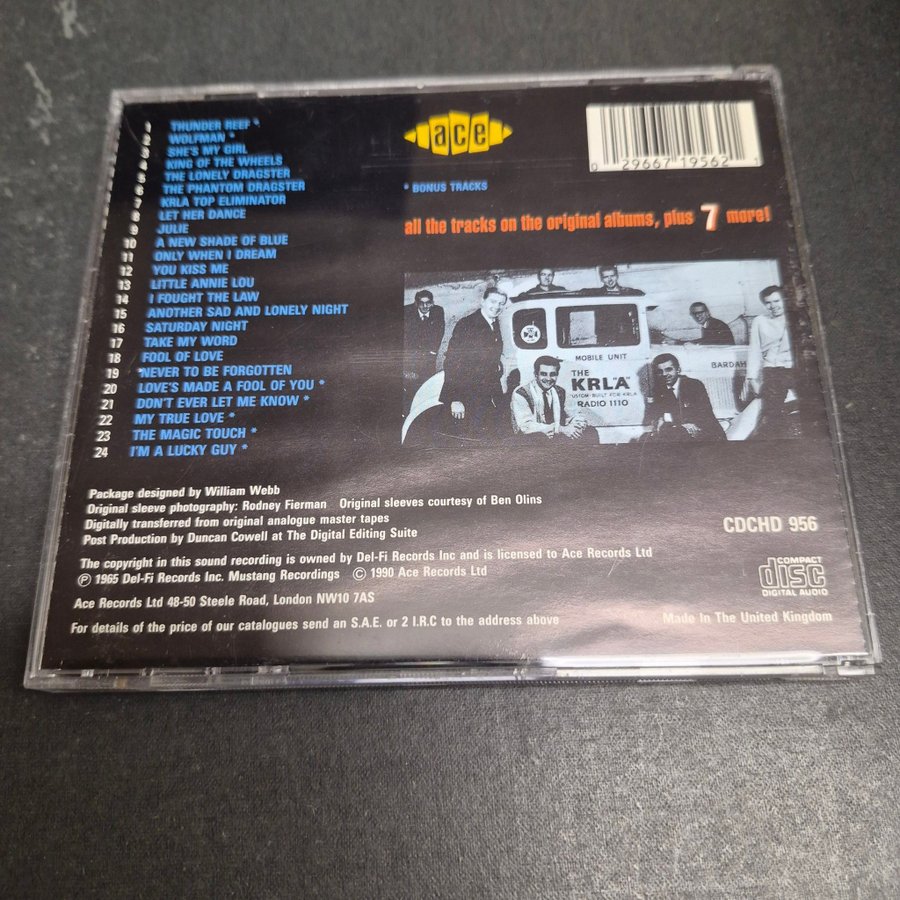 1 THUNDER REEF *
2 WOLFMAN *
3 SHE'S MY GIRL
4 KING OF THE WHEELS
5 THE LONELY DRAGSTER
6 THE PHANTOM DRAGSTER
7 KRLA TOP ELIMINATOR
8 LET HER DANCE
9 JULIE
10 A NEW SHADE OF BLUE
11 ONLY WHEN I DREAM
12 YOU KISS ME
13 LITTLE ANNIE LOU
14 I FOUGHT THE LAW
15 ANOTHER SAD AND LONELY NIGHT
16 SATURDAY NIGHT
17 TAKE MY WORD
18 FOOL OF LOVE
19 *NEVER TO BE FORGOTTEN
20 LOVE'S MADE A FOOL OF YOU *
21 DON'T EVER LET ME KNOW *
22 MY TRUE LOVE *
23 THE MAGIC TOUCH *
24 I'M A LUCKY GUY *
ace
0 29667 19562 1
* BONUS TRACKS
all the tracks on the original albums, plus 7 more!
MOBILE UNIT
THE
KRLA
CUSTOM-BUILT FOR KRLA
RADIO 1110
BARDAH
Package designed by William Webb
Original sleeve photography: Rodney Fierman Original sleeves courtesy of Ben Olins
Digitally transferred from original analogue master tapes
Post Production by Duncan Cowell at The Digital Editing Suite
CDCHD 956
The copyright in this sound recording is owned by Del-Fi Records Inc and is licensed to Ace Records Ltd
℗ 1965 Del-Fi Records Inc. Mustang Recordings © 1990 Ace Records Ltd
COMPACT
disc
DIGITAL AUDIO
Ace Records Ltd 48-50 Steele Road, London NW10 7AS
Made in The United Kingdom
For details of the price of our catalogues send an S.A.E. or 2 I.R.C to the address above